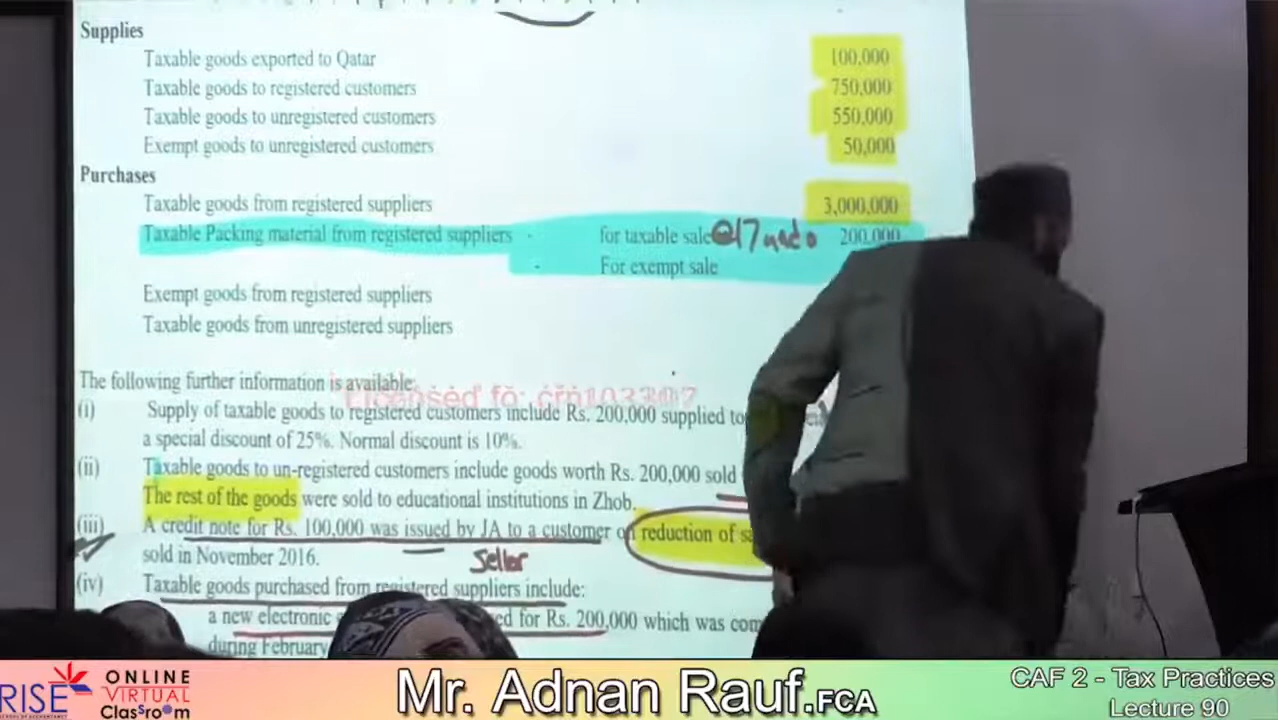 Supplies
Taxable goods exported to Qatar 100,000
Taxable goods to registered customers 750,000
Taxable goods to unregistered customers 550,000
Exempt goods to unregistered customers 50,000
Purchases
Taxable goods from registered suppliers 3,000,000
Taxable Packing material from registered suppliers - for taxable sale @17 200,000
- For exempt sale
Exempt goods from registered suppliers
Taxable goods from unregistered suppliers
The following further information is available:
Licensed to: crn103307
(i) Supply of taxable goods to registered customers include Rs. 200,000 supplied to
a special discount of 25%. Normal discount is 10%.
(ii) Taxable goods to un-registered customers include goods worth Rs. 200,000 sold
The rest of the goods were sold to educational institutions in Zhob.
(iii) A credit note for Rs. 100,000 was issued by JA to a customer on reduction of
sold in November 2016.
Seller
(iv) Taxable goods purchased from registered suppliers include:
a new electronic for Rs. 200,000 which was
during February
RISE
SCHOOL OF ACCOUNTANCY
ONLINE
VIRTUAL
Classroom
Mr. Adnan Rauf.FCA
CAF 2 - Tax Practices
Lecture 90